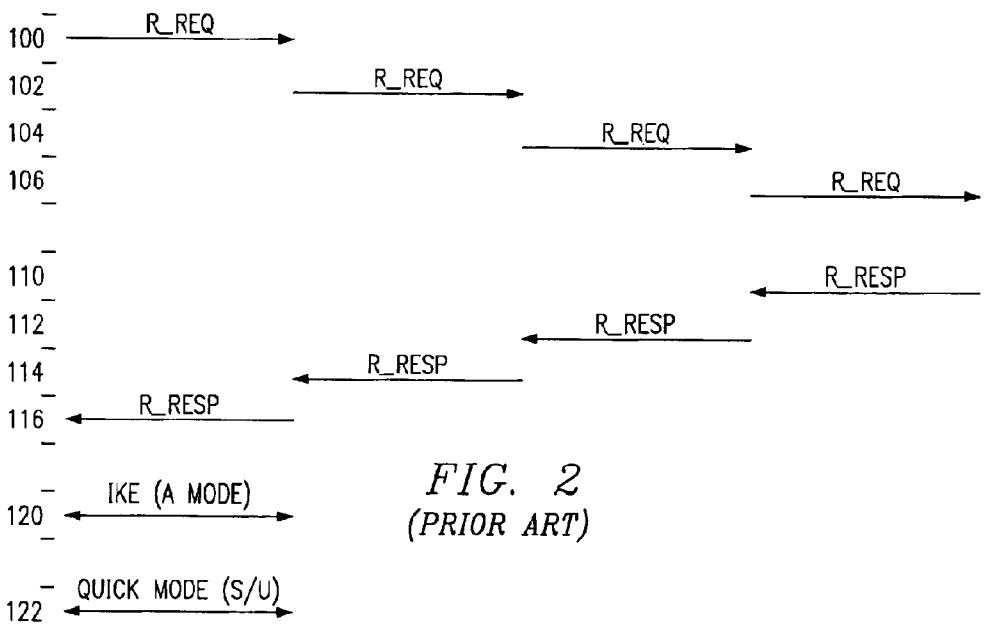 100 R_REQ
102 R_REQ
104 R_REQ
106 R_REQ
110 R_RESP
112 R_RESP
114 R_RESP
116 R_RESP
FIG. 2
(PRIOR ART)
120 IKE (A MODE)
122 QUICK MODE (S/U)